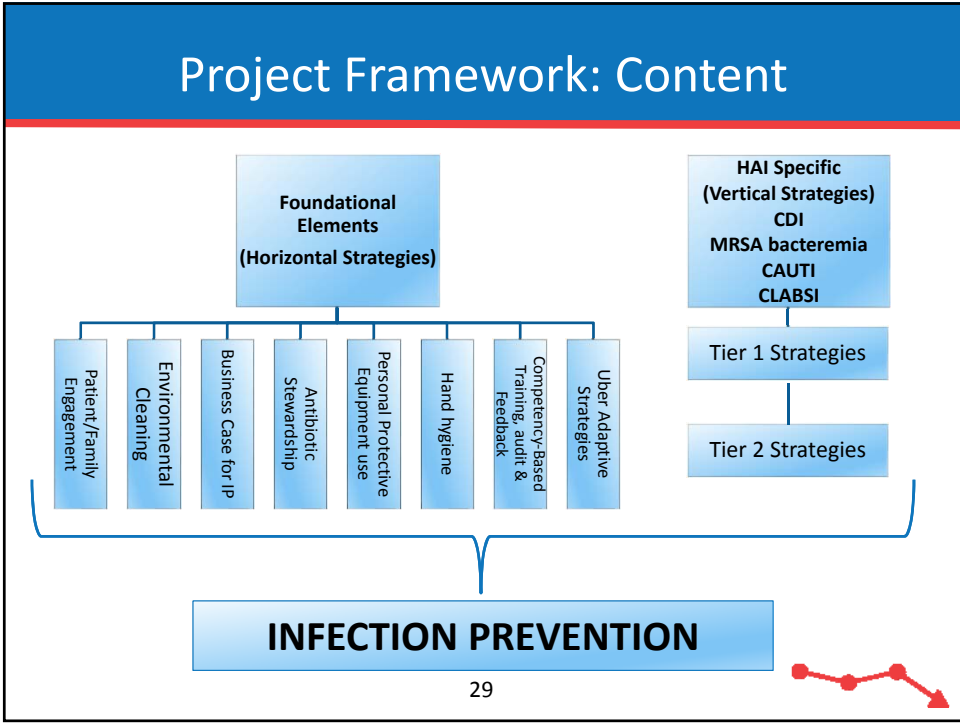 Project Framework: Content
Foundational
Elements
(Horizontal Strategies)
HAI Specific
(Vertical Strategies)
CDI
MRSA bacteremia
CAUTI
CLABSI
Tier 1 Strategies
Tier 2 Strategies
Patient/Family
Engagement
Environmental
Cleaning
Business Case for IP
Antibiotic
Stewardship
Personal Protective
Equipment use
Hand hygiene
Competency-Based
Training, audit &
Feedback
Uber Adaptive
Strategies
INFECTION PREVENTION
29